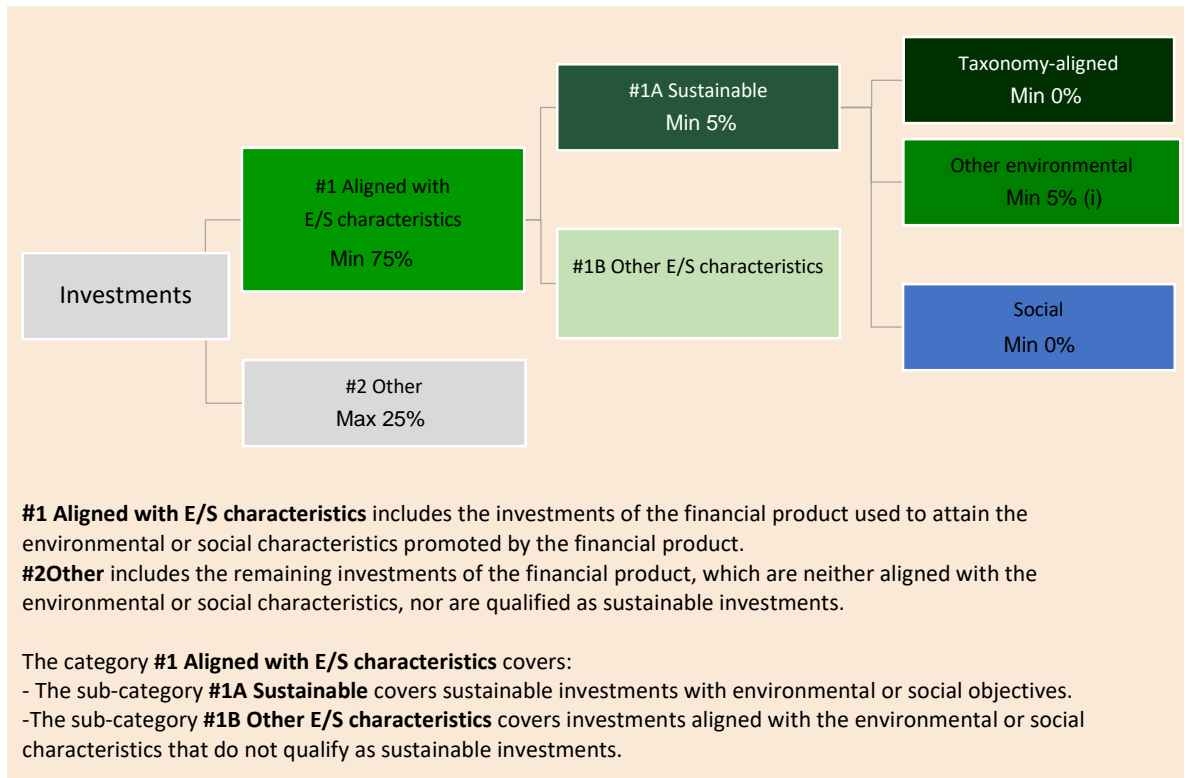 Investments
#1 Aligned with
E/S characteristics
Min 75%
#2 Other
Max 25%
#1A Sustainable
Min 5%
#1B Other E/S characteristics
Taxonomy-aligned
Min 0%
Other environmental
Min 5% (i)
Social
Min 0%
#1 Aligned with E/S characteristics includes the investments of the financial product used to attain the
environmental or social characteristics promoted by the financial product.
#2Other includes the remaining investments of the financial product, which are neither aligned with the
environmental or social characteristics, nor are qualified as sustainable investments.
The category #1 Aligned with E/S characteristics covers:
- The sub-category #1A Sustainable covers sustainable investments with environmental or social objectives.
-The sub-category #1B Other E/S characteristics covers investments aligned with the environmental or social
characteristics that do not qualify as sustainable investments.